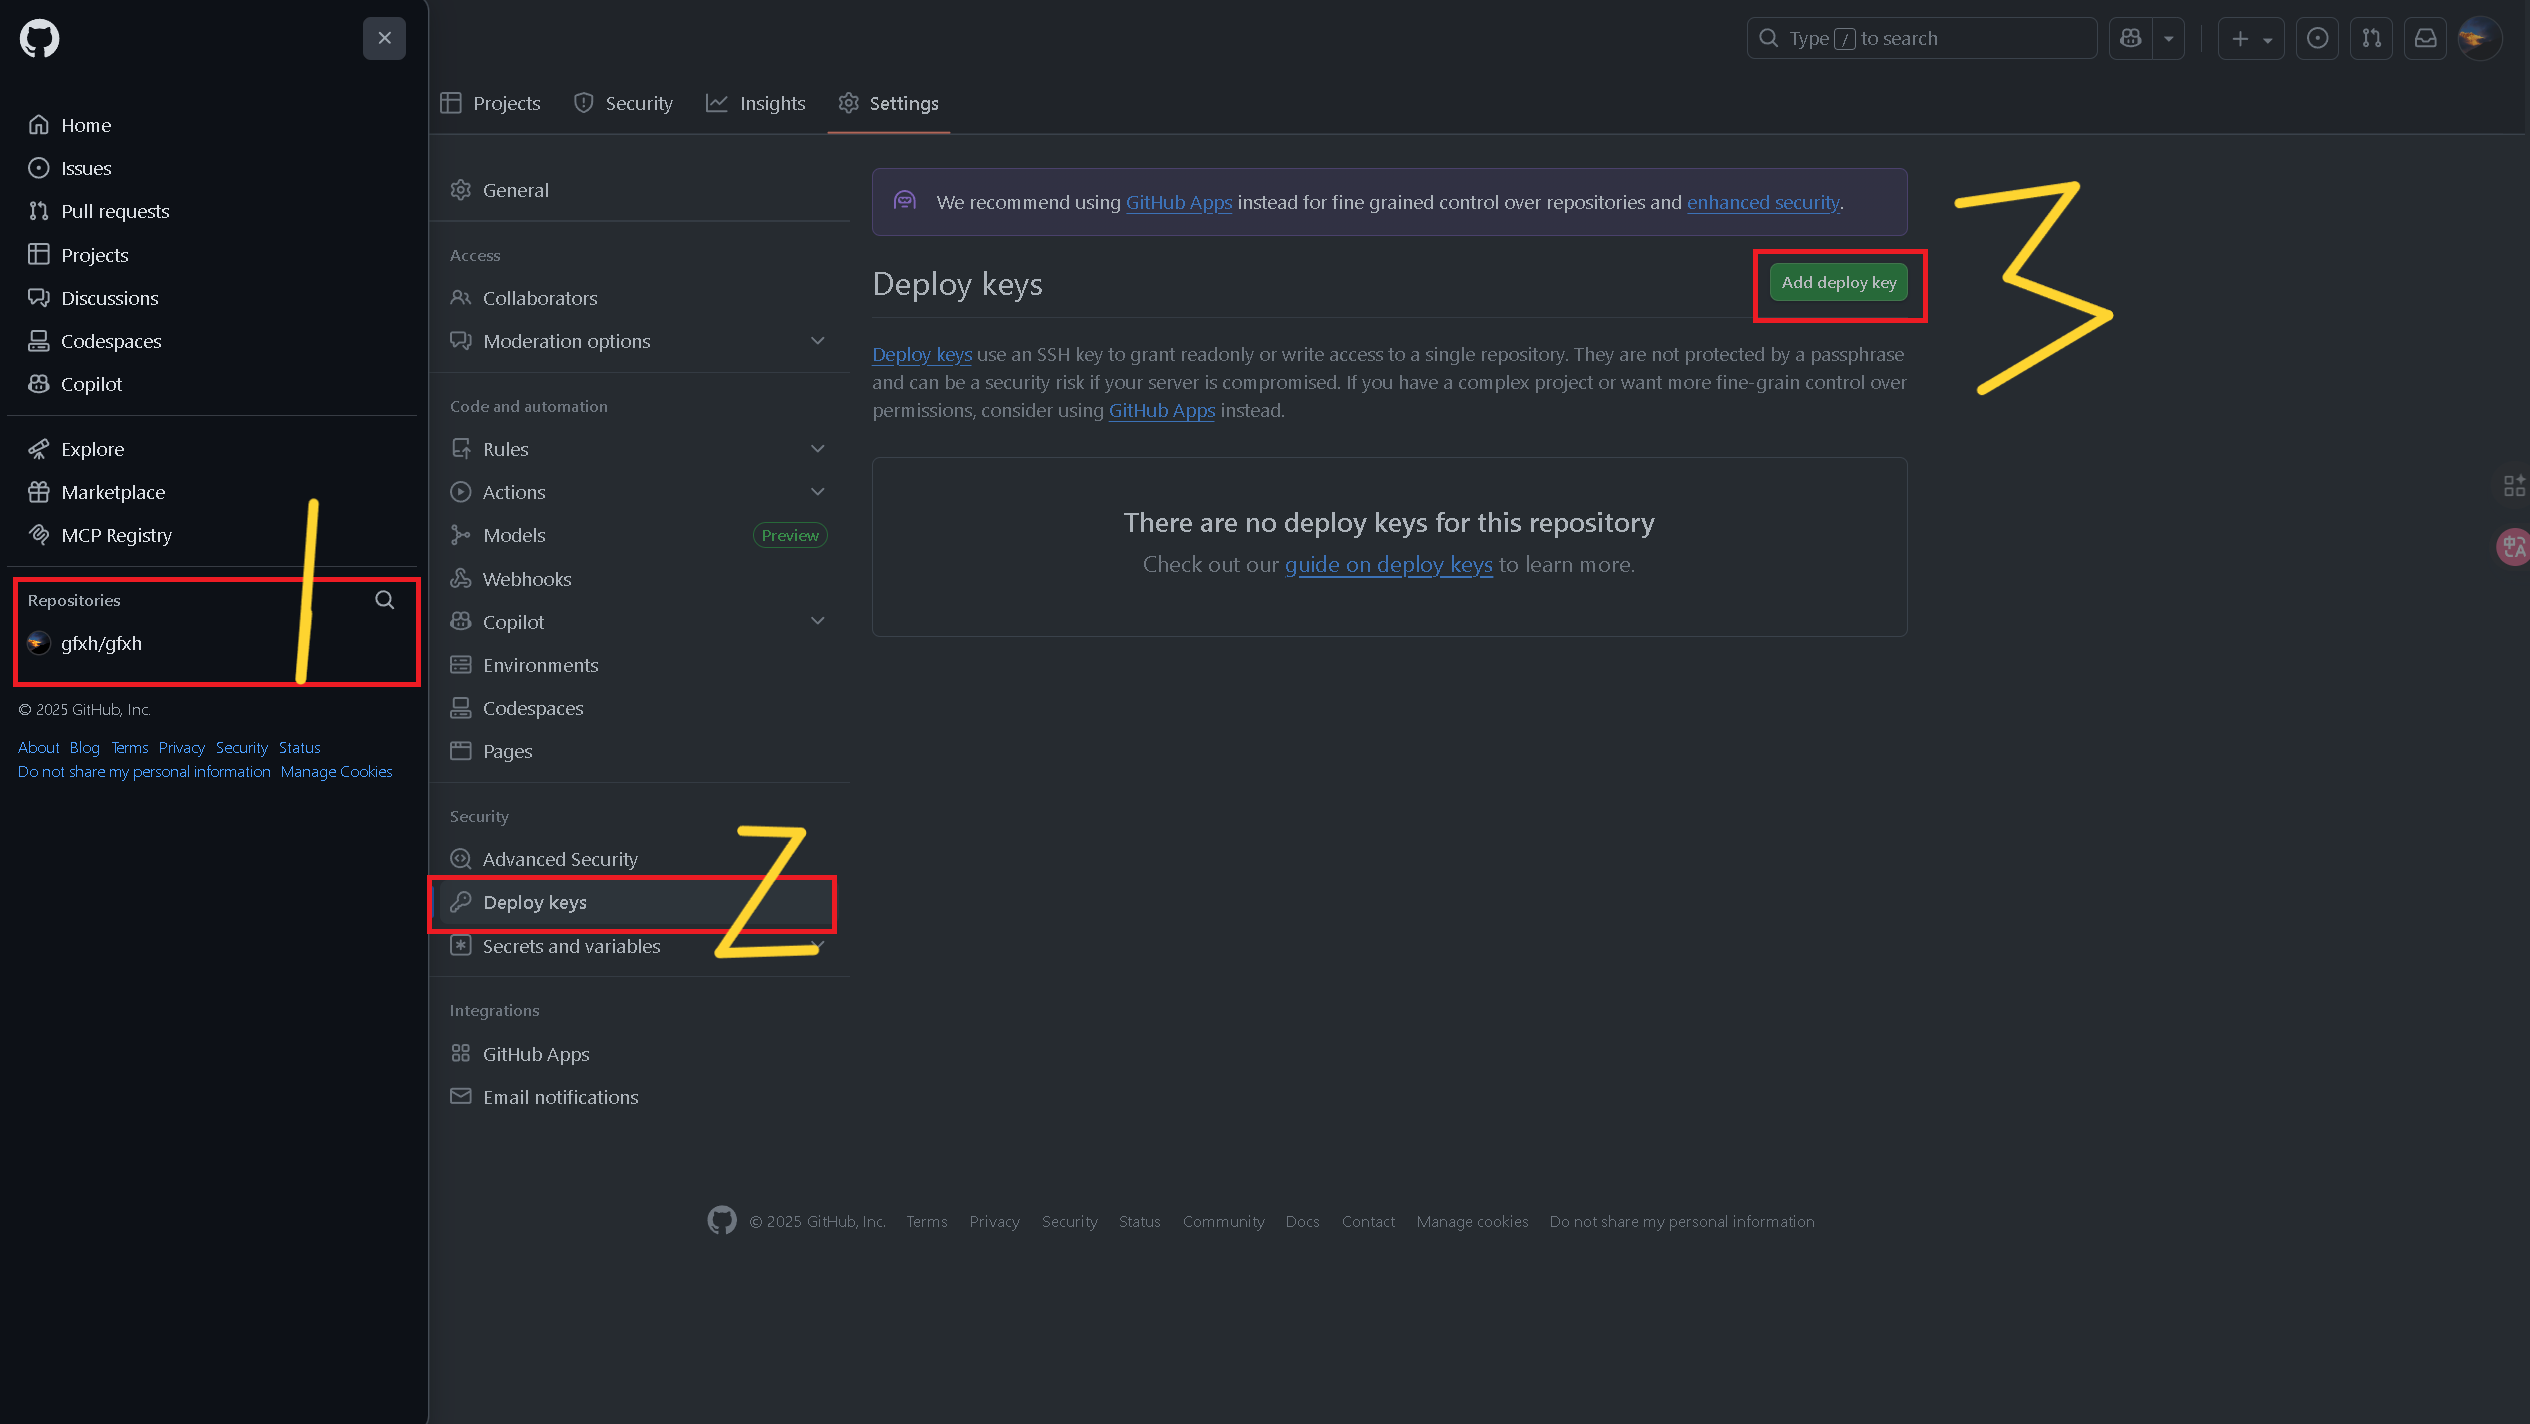 Home
Issues
Pull requests
Projects
Discussions
Codespaces
Copilot
Explore
Marketplace
MCP Registry
Repositories
gfxh/gfxh
© 2025 GitHub, Inc.
About Blog Terms Privacy Security Status
Do not share my personal information Manage Cookies
1
Type / to search
Projects Security Insights Settings
General
Access
Collaborators
Moderation options
Code and automation
Rules
Actions
Models Preview
Webhooks
Copilot
Environments
Codespaces
Pages
Security
Advanced Security
Deploy keys
Secrets and variables
2
Integrations
GitHub Apps
Email notifications
We recommend using GitHub Apps instead for fine grained control over repositories and enhanced security.
Deploy keys
Add deploy key
3
Deploy keys use an SSH key to grant readonly or write access to a single repository. They are not protected by a passphrase
and can be a security risk if your server is compromised. If you have a complex project or want more fine-grain control over
permissions, consider using GitHub Apps instead.
There are no deploy keys for this repository
Check out our guide on deploy keys to learn more.
© 2025 GitHub, Inc. Terms Privacy Security Status Community Docs Contact Manage cookies Do not share my personal information